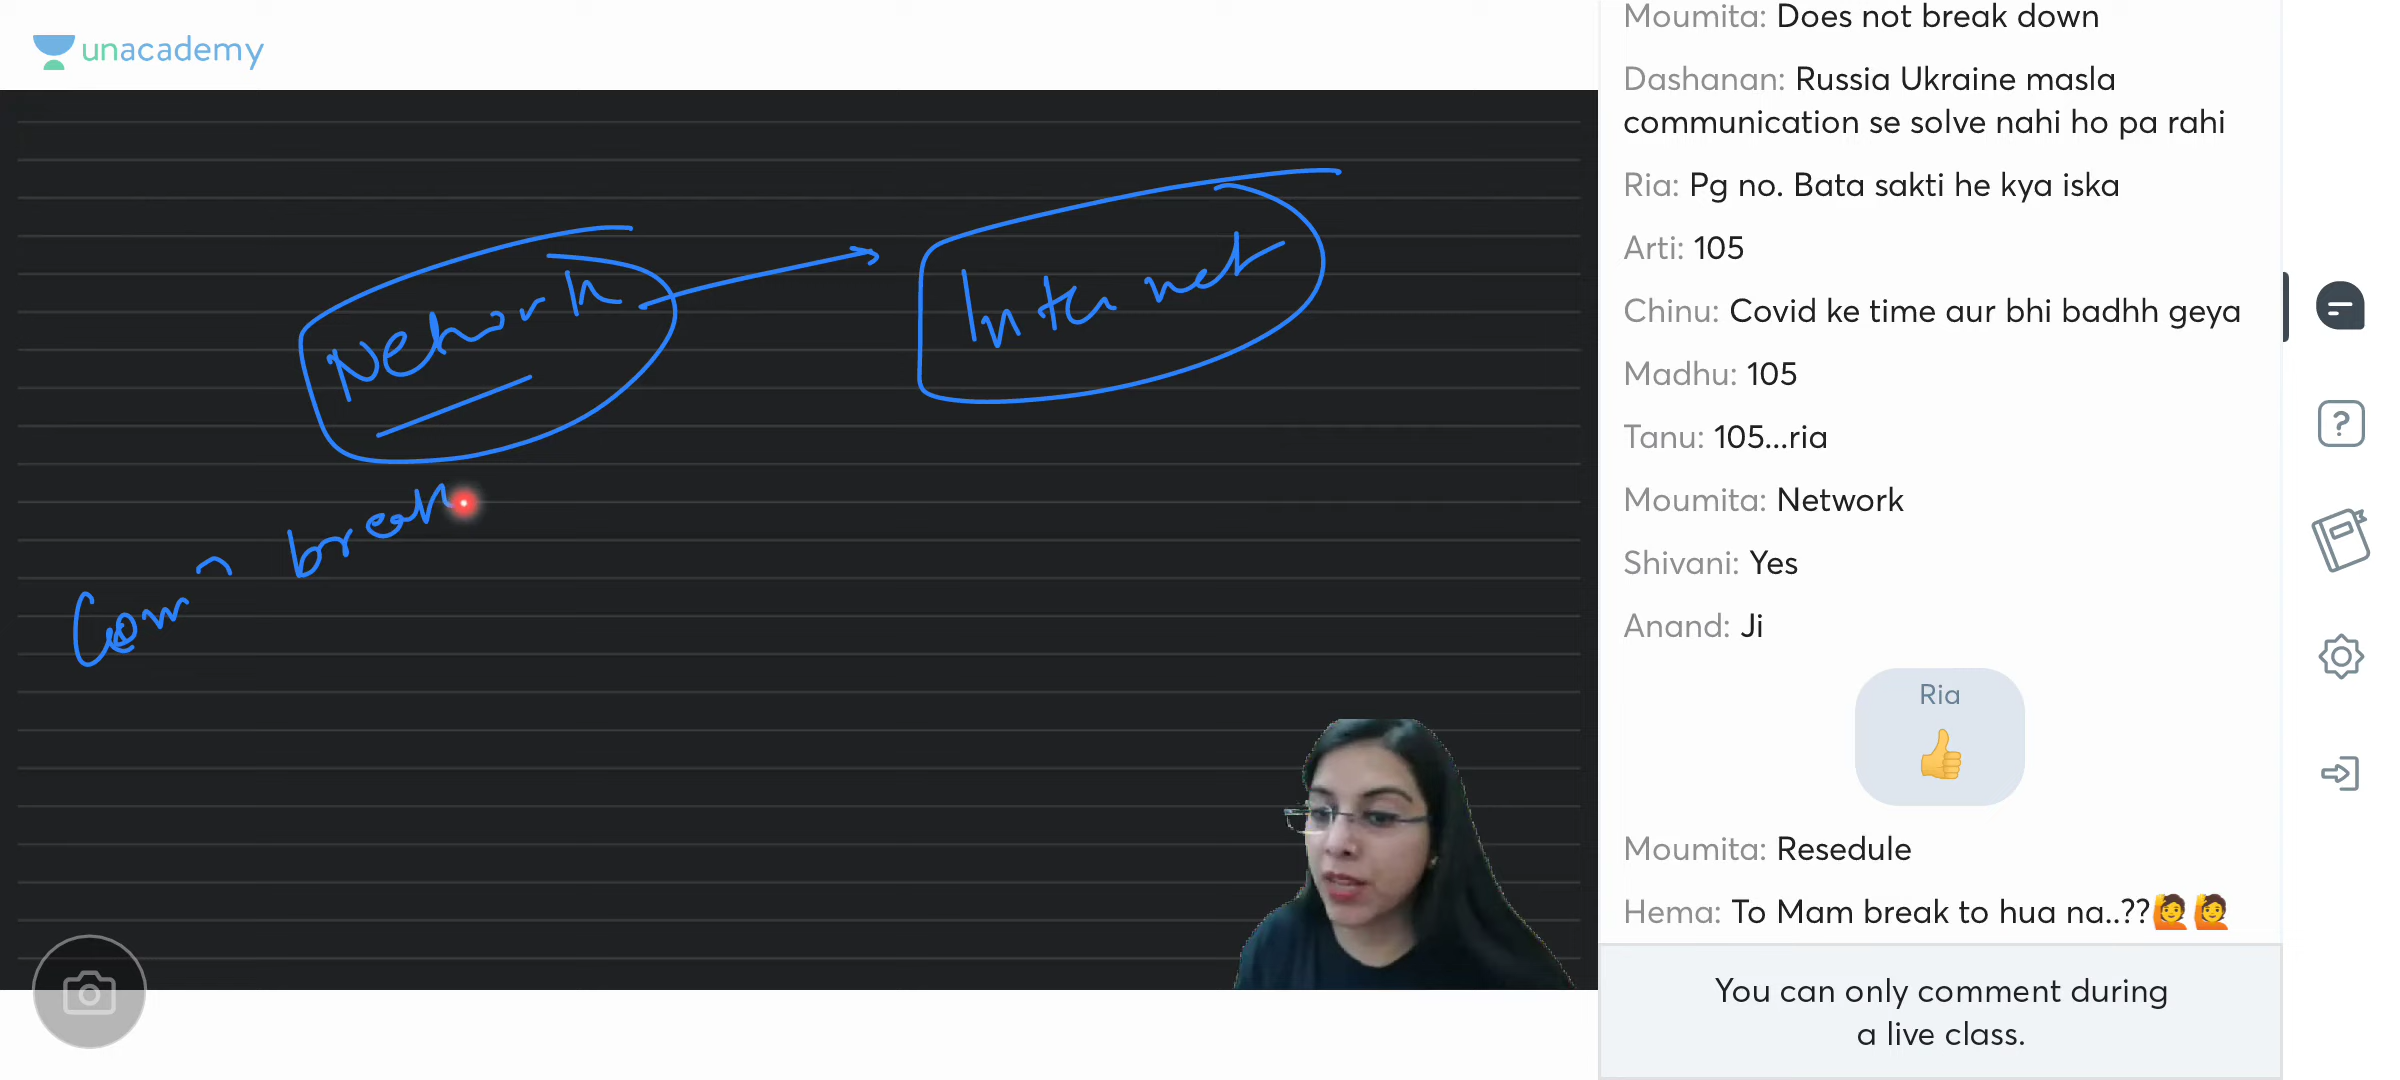 unacademy
Network
Internet
Comm^n break
Moumita: Does not break down
Dashanan: Russia Ukraine masla
communication se solve nahi ho pa rahi
Ria: Pg no. Bata sakti he kya iska
Arti: 105
Chinu: Covid ke time aur bhi badhh geya
Madhu: 105
Tanu: 105...ria
Moumita: Network
Shivani: Yes
Anand: Ji
Ria
👍
Moumita: Resedule
Hema: To Mam break to hua na..??🙋🙋
You can only comment during
a live class.